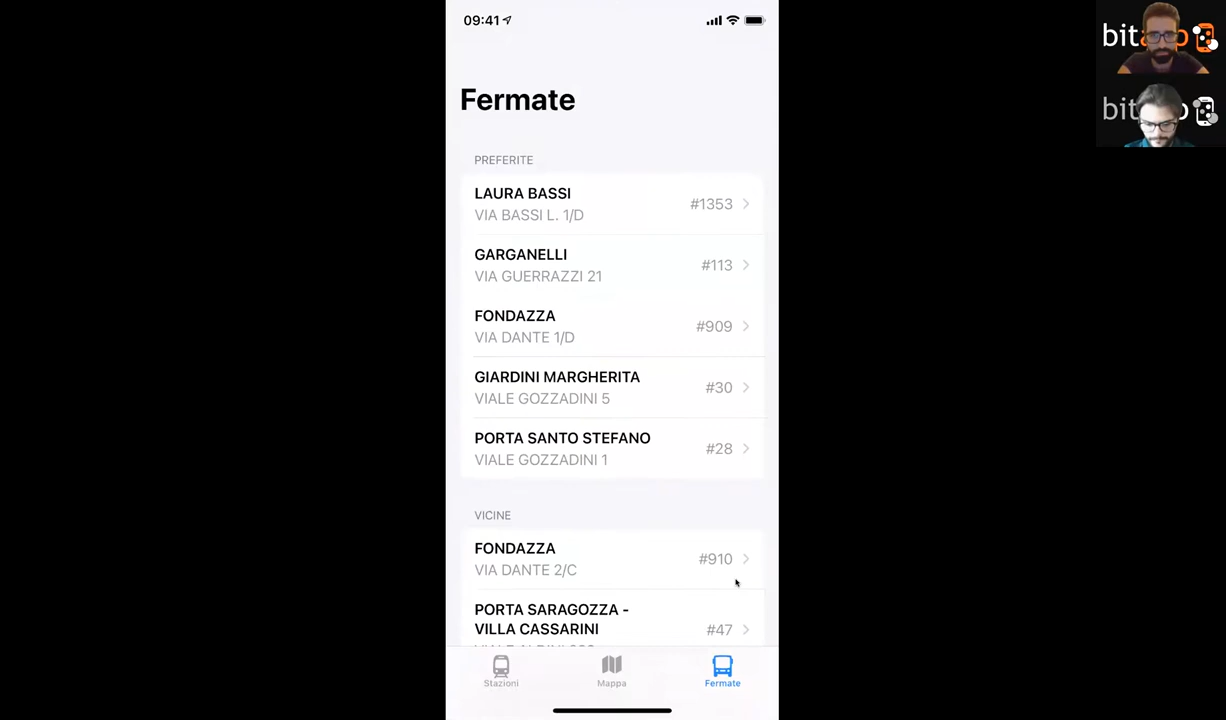 09:41
Fermate
PREFERITE
LAURA BASSI
VIA BASSI L. 1/D
#1353
GARGANELLI
VIA GUERRAZZI 21
#113
FONDAZZA
VIA DANTE 1/D
#909
GIARDINI MARGHERITA
VIALE GOZZADINI 5
#30
PORTA SANTO STEFANO
VIALE GOZZADINI 1
#28
VICINE
FONDAZZA
VIA DANTE 2/C
#910
PORTA SARAGOZZA -
VILLA CASSARINI
#47
Stazioni
Mappa
Fermate